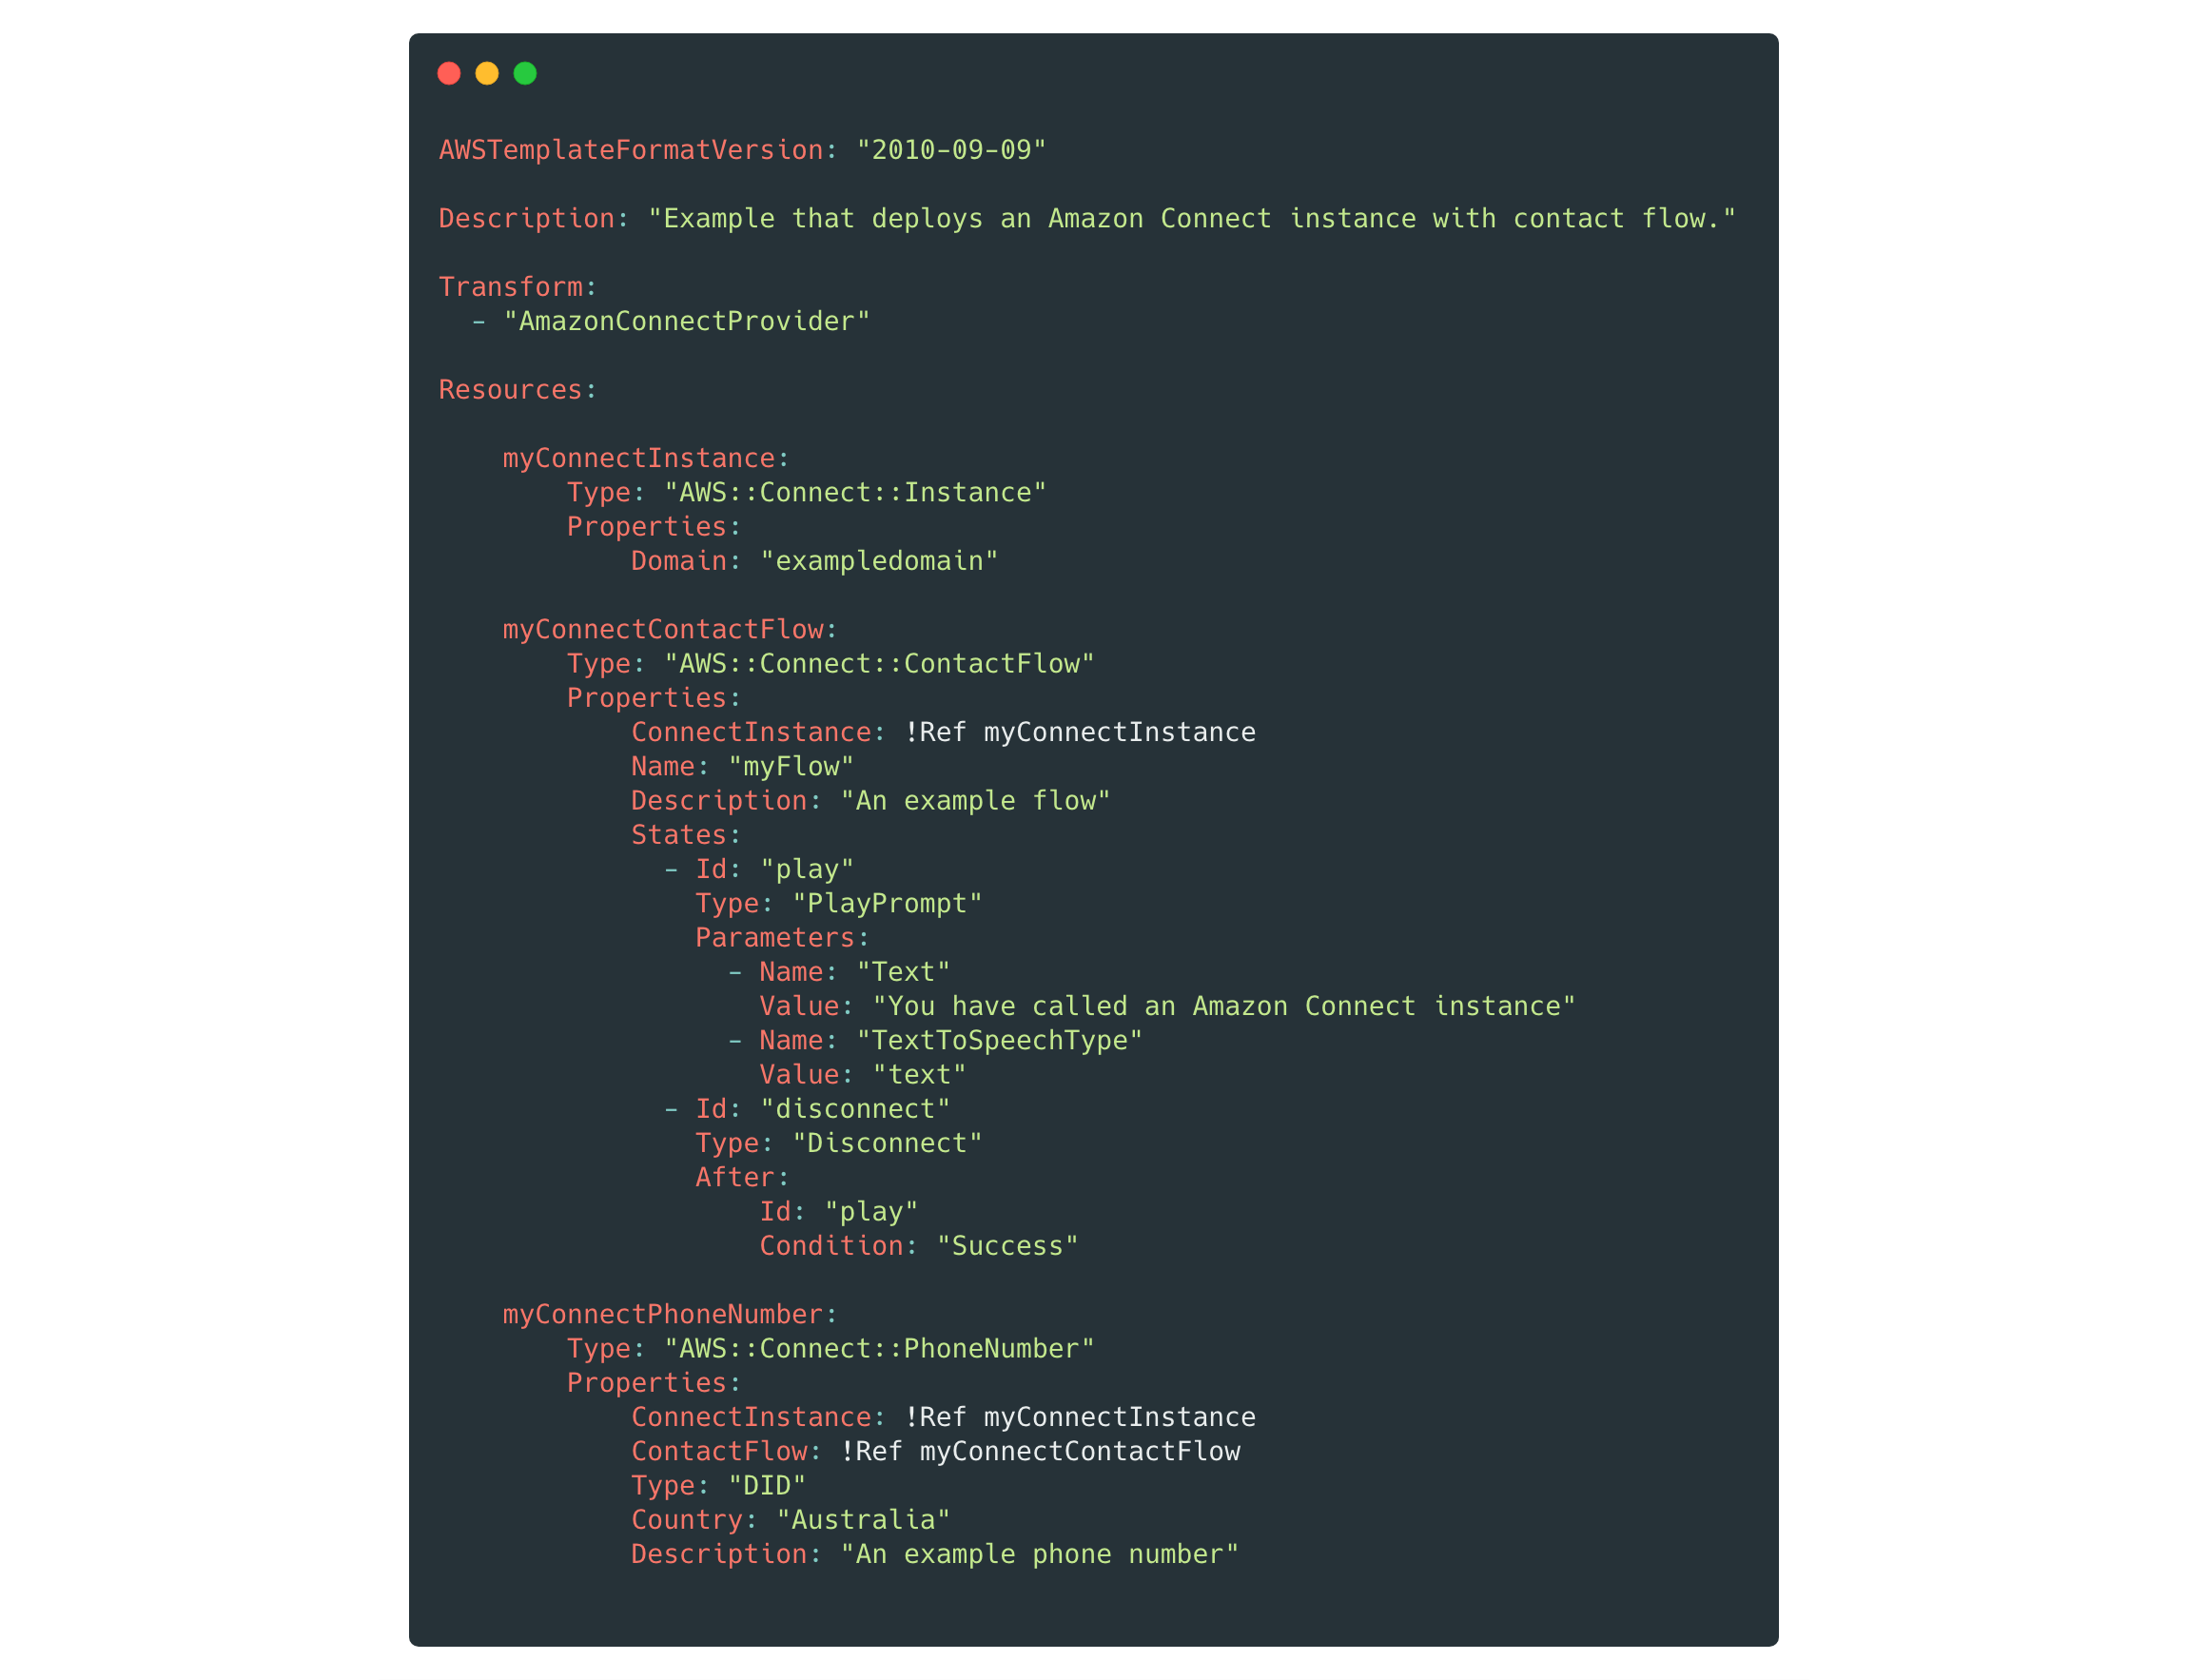 AWSTemplateFormatVersion: "2010-09-09"

Description: "Example that deploys an Amazon Connect instance with contact flow."

Transform:
  - "AmazonConnectProvider"

Resources:

    myConnectInstance:
        Type: "AWS::Connect::Instance"
        Properties:
            Domain: "exampledomain"

    myConnectContactFlow:
        Type: "AWS::Connect::ContactFlow"
        Properties:
            ConnectInstance: !Ref myConnectInstance
            Name: "myFlow"
            Description: "An example flow"
            States:
              - Id: "play"
                Type: "PlayPrompt"
                Parameters:
                  - Name: "Text"
                    Value: "You have called an Amazon Connect instance"
                  - Name: "TextToSpeechType"
                    Value: "text"
              - Id: "disconnect"
                Type: "Disconnect"
                After:
                    Id: "play"
                    Condition: "Success"

    myConnectPhoneNumber:
        Type: "AWS::Connect::PhoneNumber"
        Properties:
            ConnectInstance: !Ref myConnectInstance
            ContactFlow: !Ref myConnectContactFlow
            Type: "DID"
            Country: "Australia"
            Description: "An example phone number"